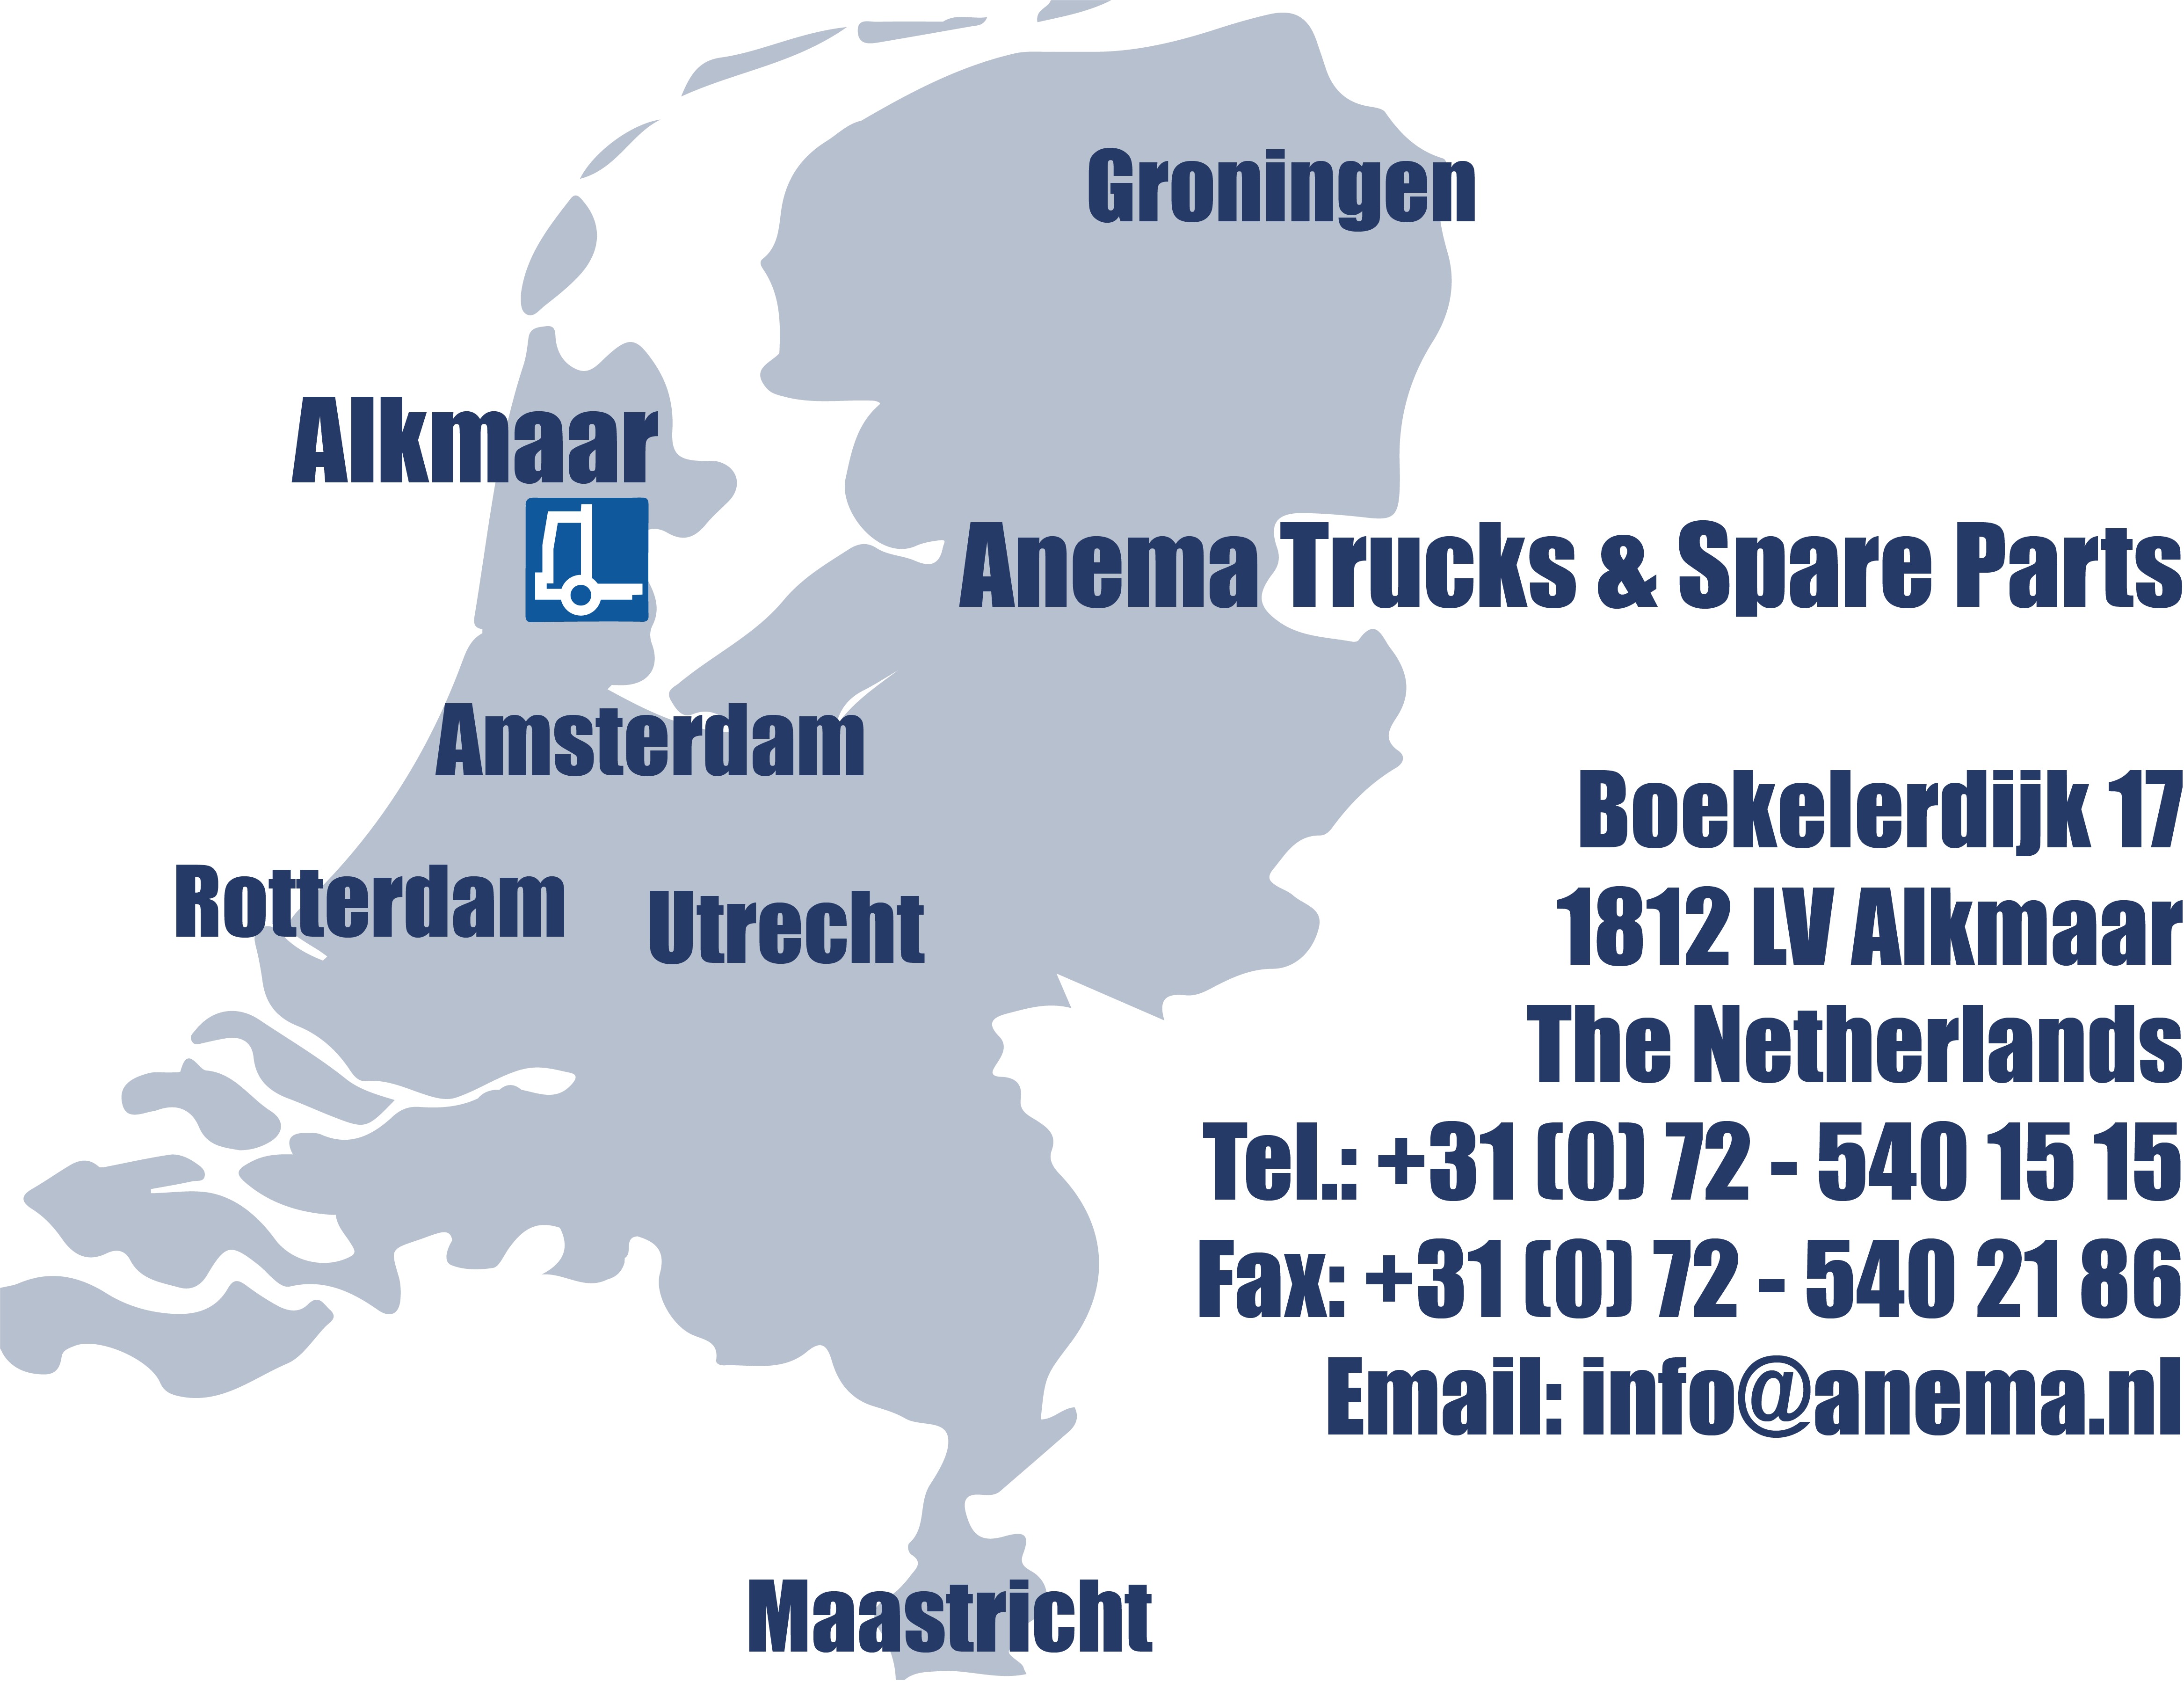 Groningen
Alkmaar
Anema Trucks & Spare Parts
Amsterdam
Rotterdam
Utrecht
Maastricht
Boekelerdijk 17
1812 LV Alkmaar
The Netherlands
Tel.: +31 (0) 72 - 540 15 15
Fax: +31 (0) 72 - 540 21 86
Email: info@anema.nl